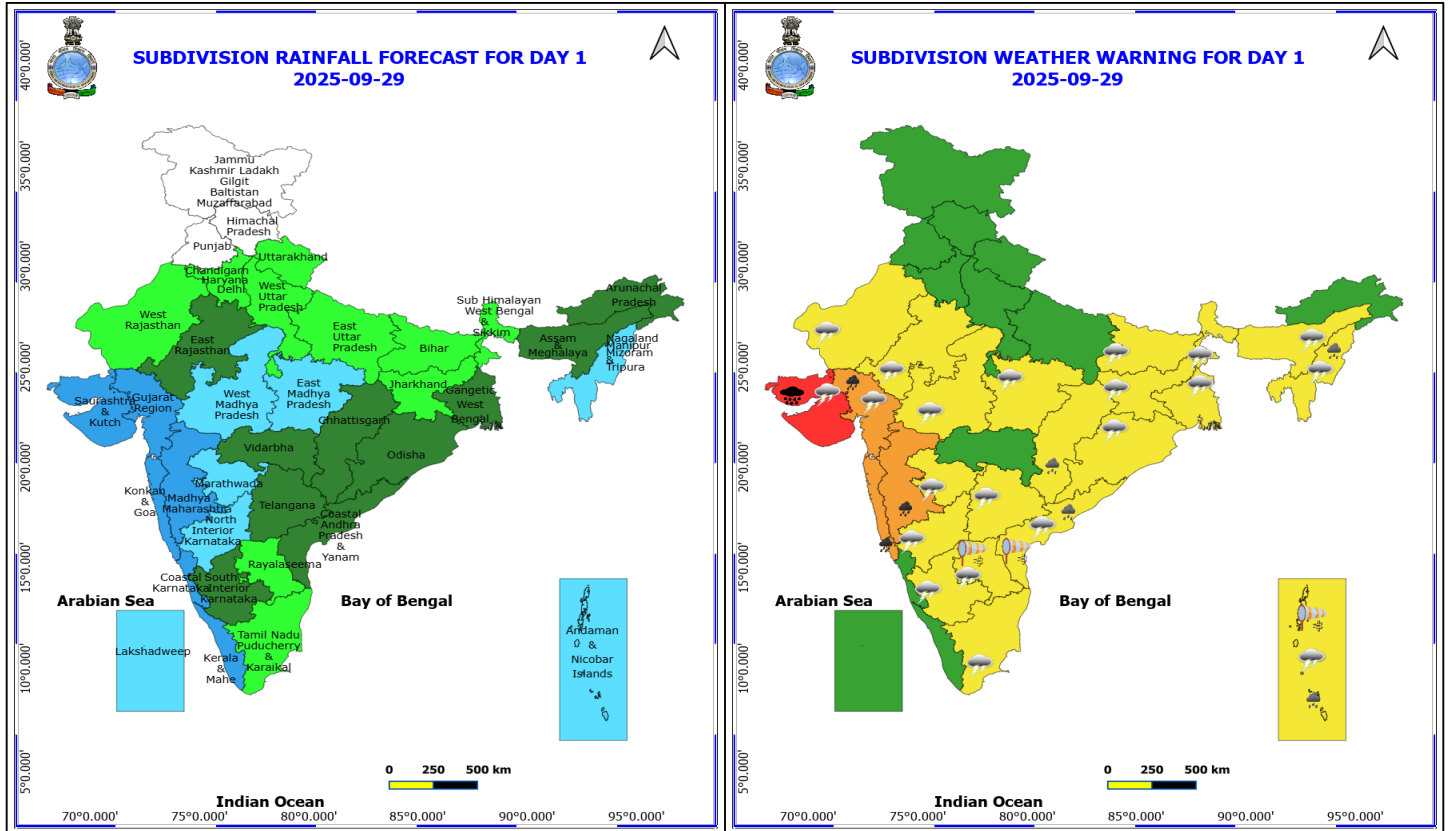 SUBDIVISION RAINFALL FORECAST FOR DAY 1
2025-09-29
40°0.000'
35°0.000'
30°0.000'
25°0.000'
20°0.000'
15°0.000'
10°0.000'
5°0.000'
Jammu
Kashmir Ladakh
Gilgit
Baltistan
Muzaffarabad
Himachal
Pradesh
Punjab
Uttarakhand
Chandigarh
Haryana
Delhi
West
Uttar
Pradesh
West
Rajasthan
East
Rajasthan
East
Uttar
Pradesh
Bihar
Sub Himalayan
West Bengal
&
Sikkim
Arunachal
Pradesh
Assam
&
Meghalaya
Nagaland
Manipur
Mizoram
&
Tripura
Jharkhand
Gangetic
West
Bengal
Saurashtra
&
Kutch
Gujarat
Region
West
Madhya
Pradesh
East
Madhya
Pradesh
Chhattisgarh
Odisha
Vidarbha
Konkan
&
Goa
Madhya
Maharashtra
Marathwada
Telangana
North
Interior
Karnataka
Coastal
Andhra
Pradesh
&
Yanam
Rayalaseema
Coastal
Karnataka
South
Interior
Karnataka
Tamil Nadu
Puducherry
&
Karaikal
Kerala
&
Mahe
Arabian Sea
Bay of Bengal
Lakshadweep
Andaman
&
Nicobar
Islands
0 250 500 km
Indian Ocean
70°0.000' 75°0.000' 80°0.000' 85°0.000' 90°0.000' 95°0.000'
SUBDIVISION WEATHER WARNING FOR DAY 1
2025-09-29
40°0.000'
35°0.000'
30°0.000'
25°0.000'
20°0.000'
15°0.000'
10°0.000'
5°0.000'
Arabian Sea
Bay of Bengal
0 250 500 km
Indian Ocean
70°0.000' 75°0.000' 80°0.000' 85°0.000' 90°0.000' 95°0.000'